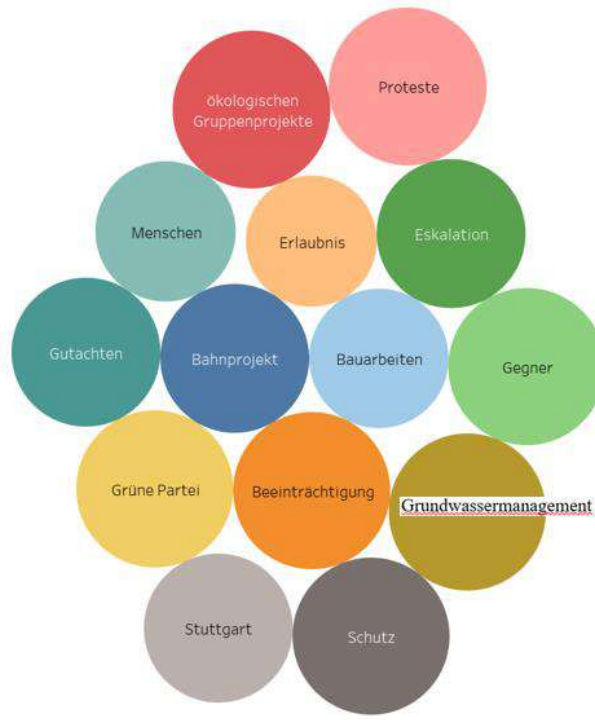 Proteste
ökologischen
Gruppenprojekte
Menschen
Erlaubnis
Eskalation
Gutachten
Bahnprojekt
Bauarbeiten
Gegner
Grüne Partei
Beeinträchtigung
Grundwassermanagement
Stuttgart
Schutz